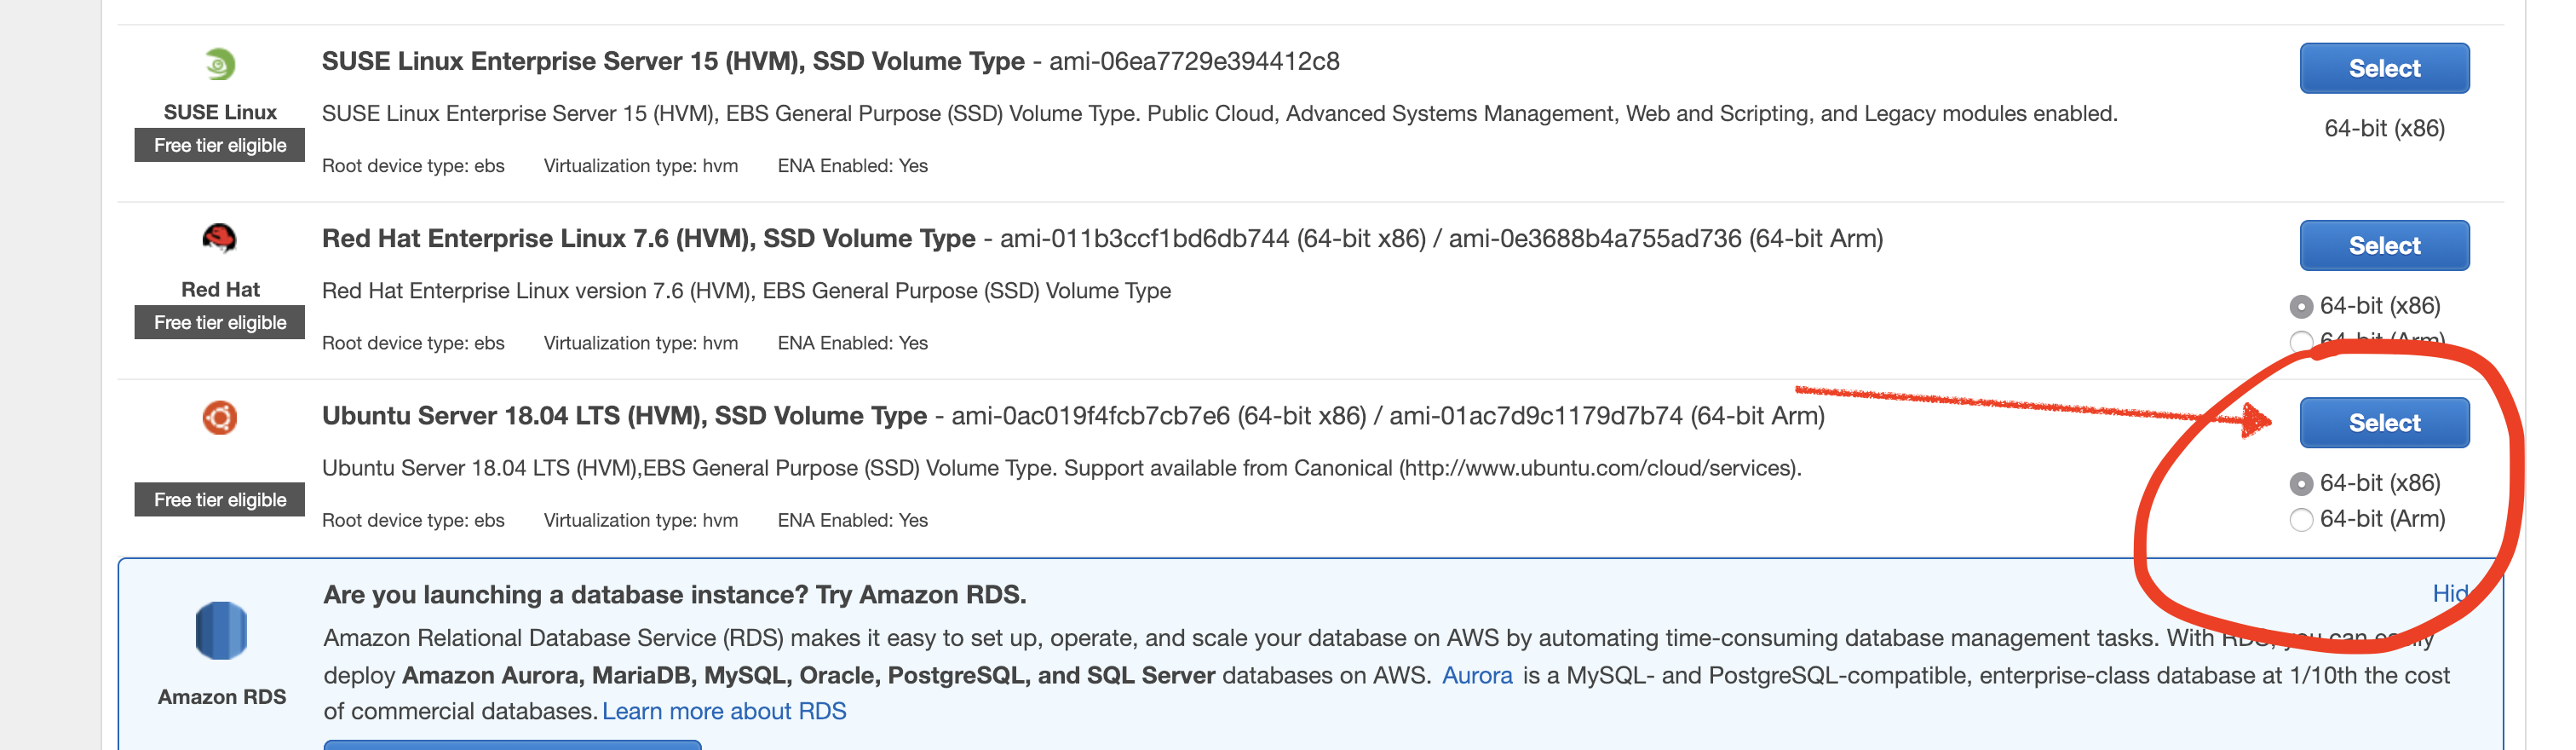 SUSE Linux Enterprise Server 15 (HVM), SSD Volume Type - ami-06ea7729e394412c8
Select
SUSE Linux
Free tier eligible
SUSE Linux Enterprise Server 15 (HVM), EBS General Purpose (SSD) Volume Type. Public Cloud, Advanced Systems Management, Web and Scripting, and Legacy modules enabled.
64-bit (x86)
Root device type: ebs Virtualization type: hvm ENA Enabled: Yes
Red Hat Enterprise Linux 7.6 (HVM), SSD Volume Type - ami-011b3ccf1bd6db744 (64-bit x86) / ami-0e3688b4a755ad736 (64-bit Arm)
Select
Red Hat
Free tier eligible
Red Hat Enterprise Linux version 7.6 (HVM), EBS General Purpose (SSD) Volume Type
64-bit (x86)
64-bit (Arm)
Root device type: ebs Virtualization type: hvm ENA Enabled: Yes
Ubuntu Server 18.04 LTS (HVM), SSD Volume Type - ami-0ac019f4fcb7cb7e6 (64-bit x86) / ami-01ac7d9c1179d7b74 (64-bit Arm)
Select
Free tier eligible
Ubuntu Server 18.04 LTS (HVM),EBS General Purpose (SSD) Volume Type. Support available from Canonical (http://www.ubuntu.com/cloud/services).
64-bit (x86)
64-bit (Arm)
Root device type: ebs Virtualization type: hvm ENA Enabled: Yes
Are you launching a database instance? Try Amazon RDS.
Hide
Amazon RDS
Amazon Relational Database Service (RDS) makes it easy to set up, operate, and scale your database on AWS by automating time-consuming database management tasks. With RDS, you can easily
deploy Amazon Aurora, MariaDB, MySQL, Oracle, PostgreSQL, and SQL Server databases on AWS. Aurora is a MySQL- and PostgreSQL-compatible, enterprise-class database at 1/10th the cost
of commercial databases. Learn more about RDS